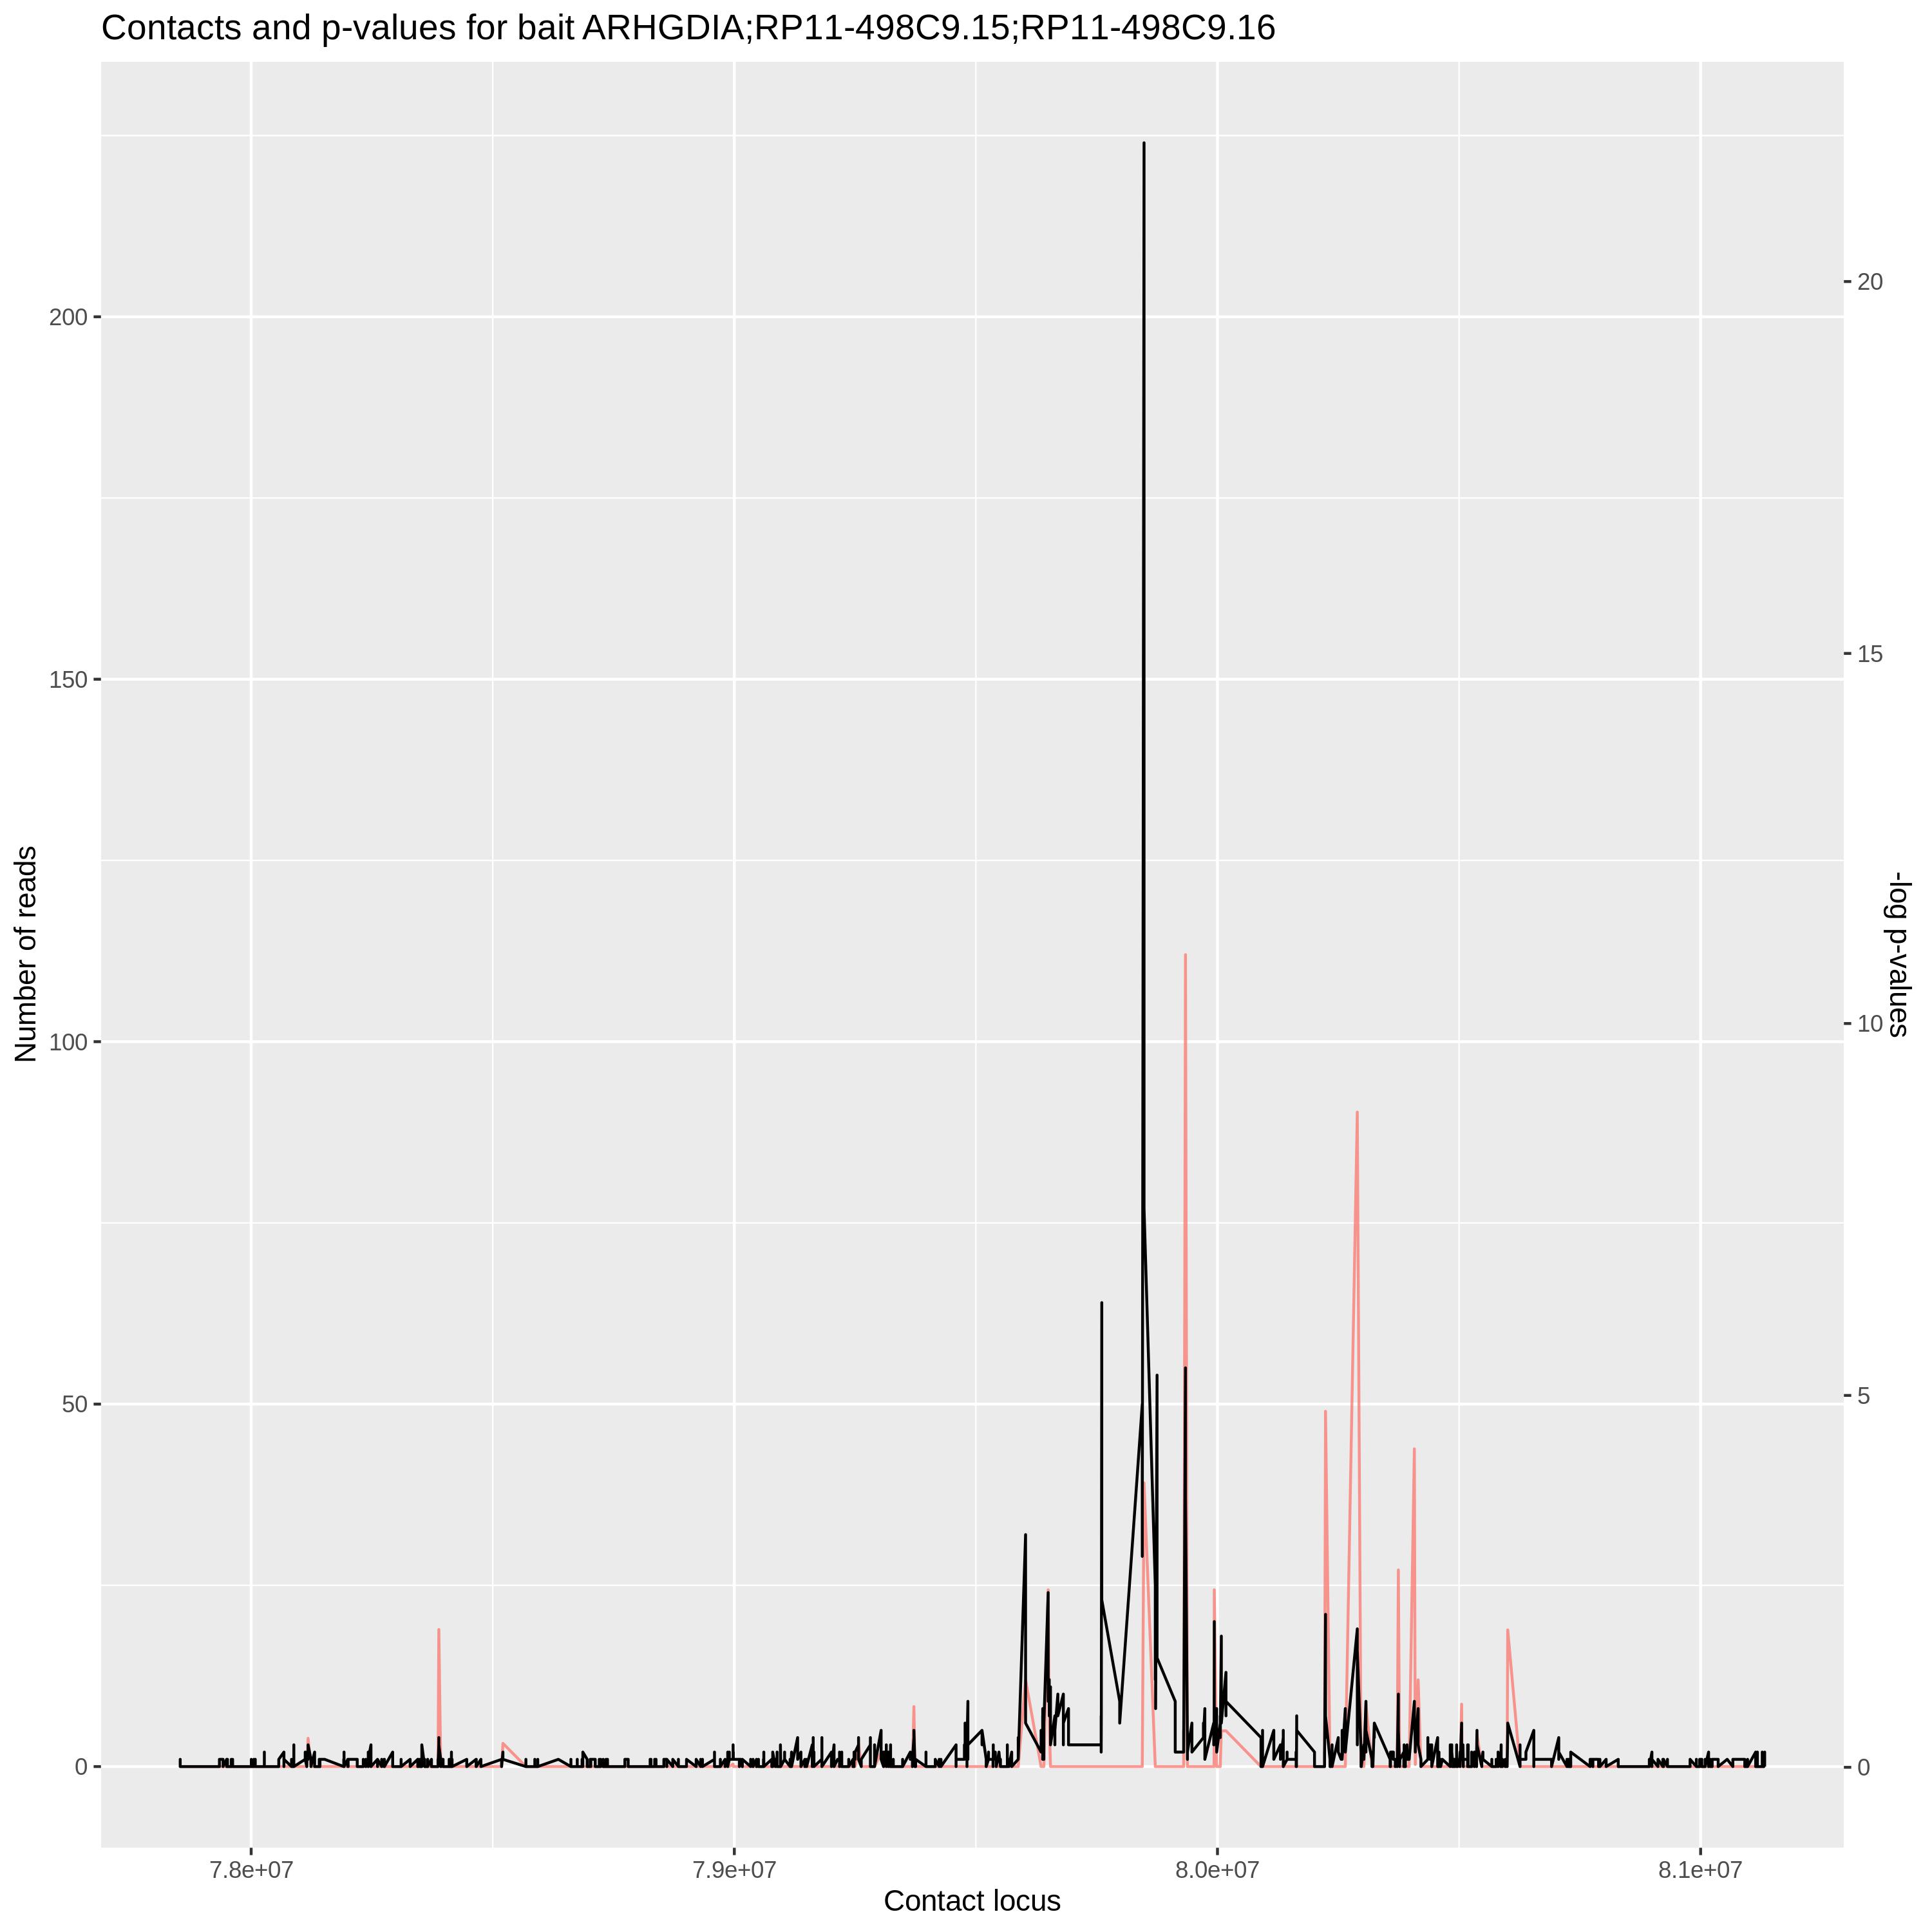 Contacts and p-values for bait ARHGDIA;RP11-498C9.15;RP11-498C9.16
200
150
100
50
0
Number of reads
20
15
10
5
0
-log p-values
7.8e+07
7.9e+07
8.0e+07
8.1e+07
Contact locus